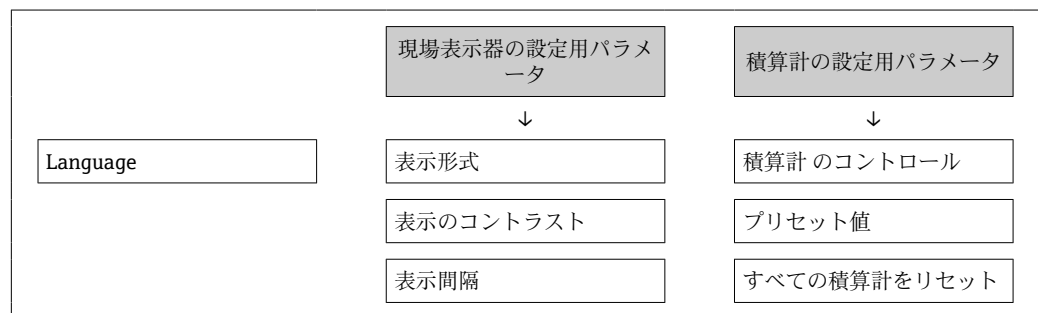 現場表示器の設定用パラメ
ータ
積算計の設定用パラメータ
↓
↓
Language
表示形式
積算計 のコントロール
表示のコントラスト
プリセット値
表示間隔
すべての積算計をリセット